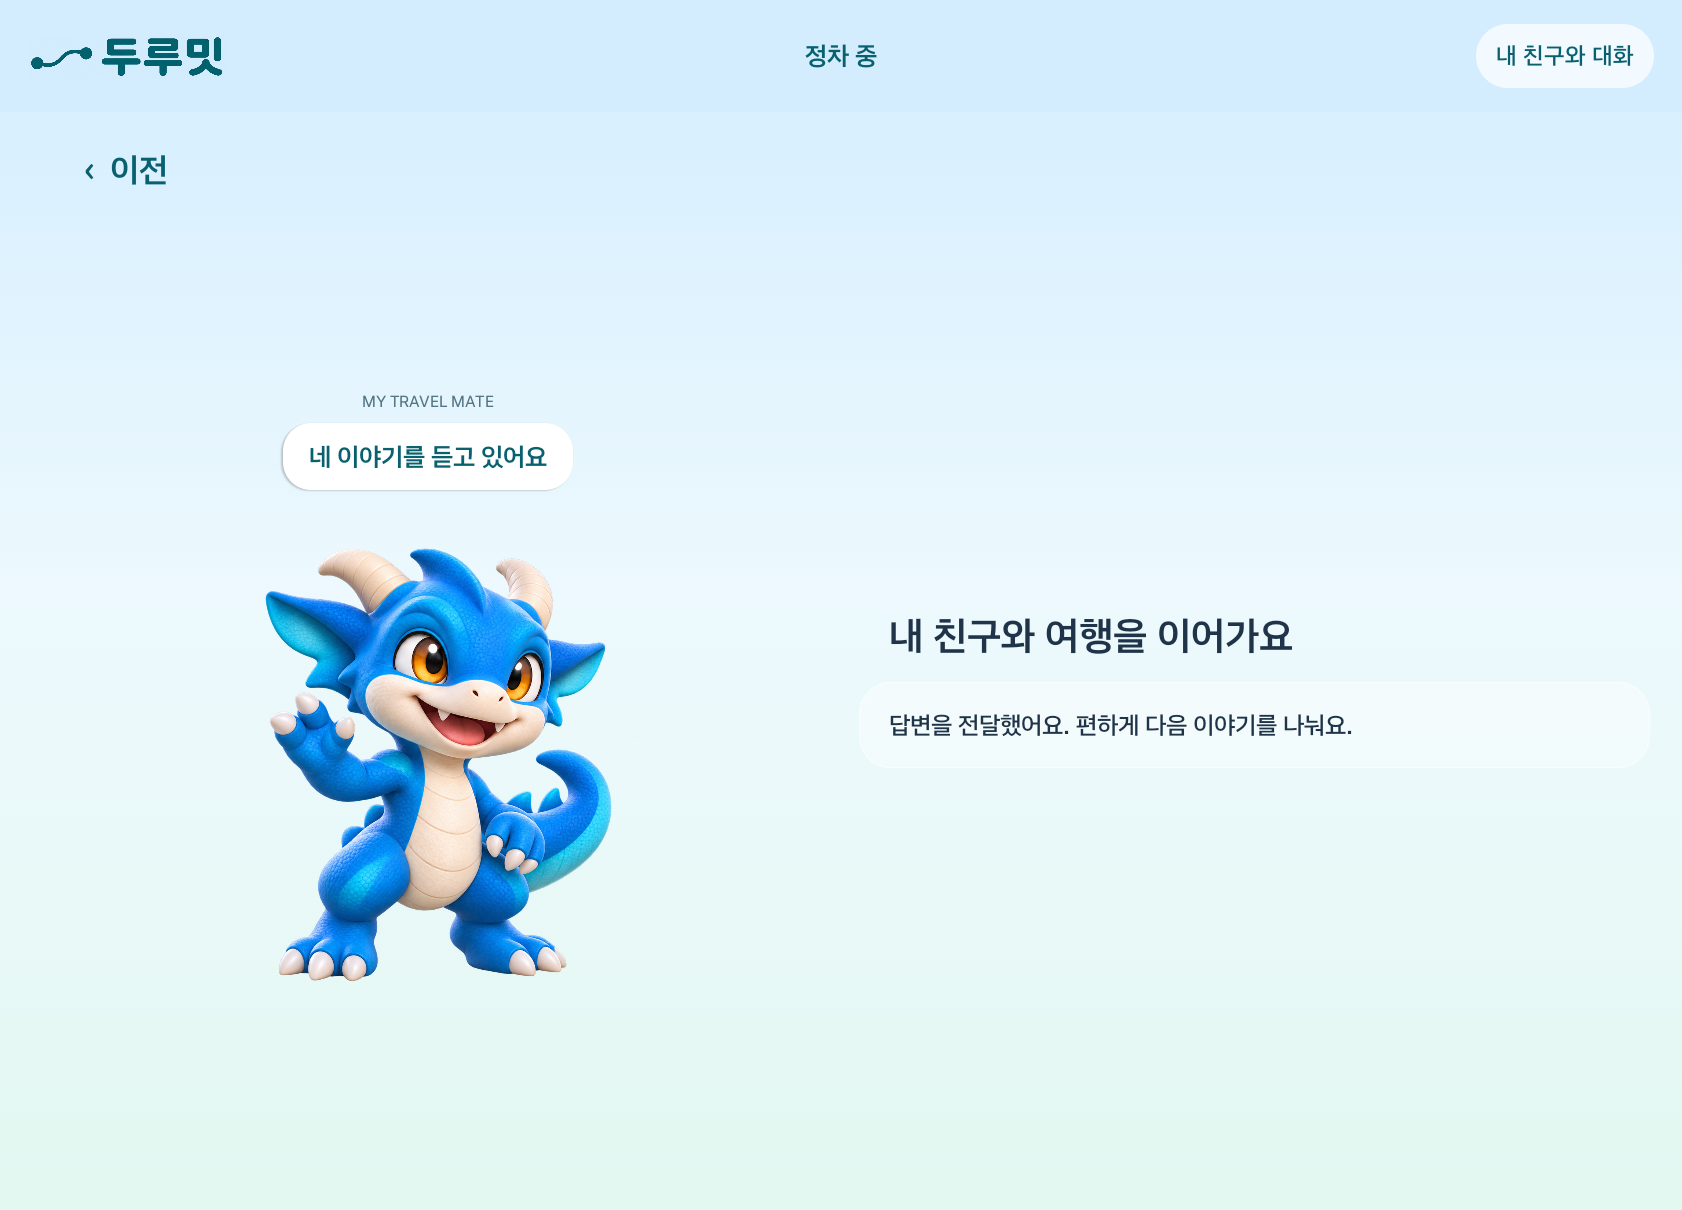 두루밋
정차 중
내 친구와 대화
‹ 이전
MY TRAVEL MATE
네 이야기를 듣고 있어요
내 친구와 여행을 이어가요
답변을 전달했어요. 편하게 다음 이야기를 나눠요.